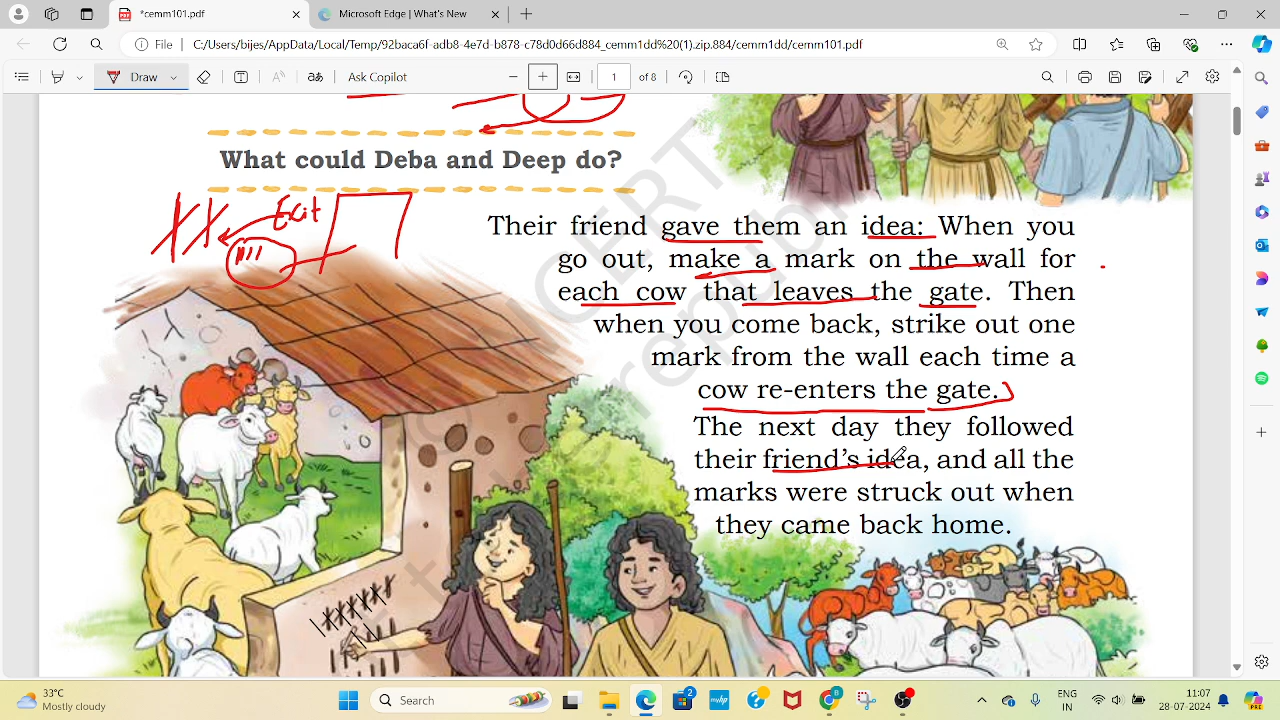 *cemm101.pdf
Microsoft Edge | What's New
File
C:/Users/bijes/AppData/Local/Temp/92baca6f-adb8-4e7d-b878-c78d676d884_cemm1dd%20(1).zip.8f4/cemm1dd/cemm101.pdf
Draw
Ask Copilot
1 of 8
What could Deba and Deep do?
Exit
Their friend gave them an idea: When you
go out, make a mark on the wall for
each cow that leaves the gate. Then
when you come back, strike out one
mark from the wall each time a
cow re-enters the gate.
The next day they followed
their friend's idea, and all the
marks were struck out when
they came back home.
33°C
Mostly cloudy
Search
2
8
ENG
IN
11:07
28-07-2024